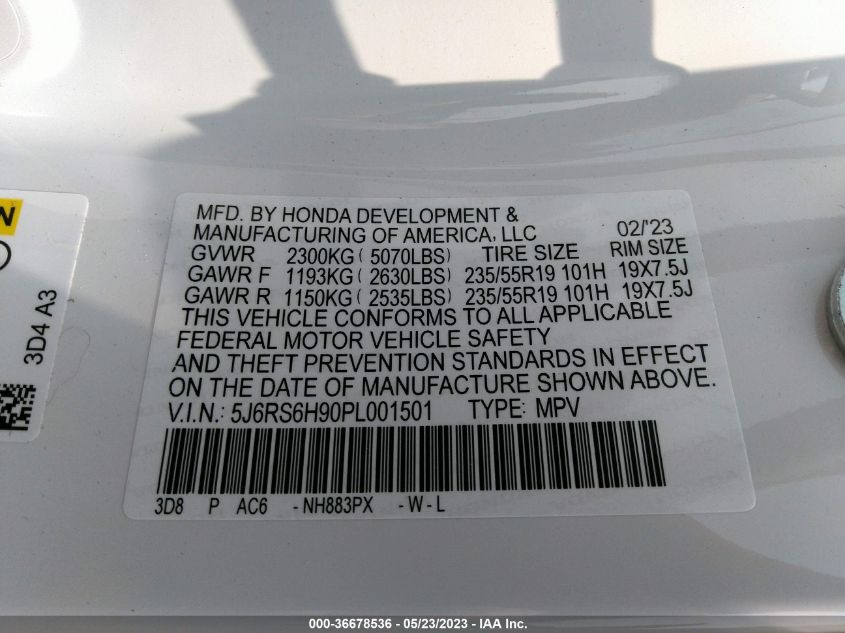 N
3D4 A3
MFD. BY HONDA DEVELOPMENT &
MANUFACTURING OF AMERICA, LLC 02/'23
GVWR 2300KG ( 5070LBS) TIRE SIZE RIM SIZE
GAWR F 1193KG ( 2630LBS) 235/55R19 101H 19X7.5J
GAWR R 1150KG ( 2535LBS) 235/55R19 101H 19X7.5J
THIS VEHICLE CONFORMS TO ALL APPLICABLE
FEDERAL MOTOR VEHICLE SAFETY
AND THEFT PREVENTION STANDARDS IN EFFECT
ON THE DATE OF MANUFACTURE SHOWN ABOVE.
V.I.N.: 5J6RS6H90PL001501 TYPE: MPV
3D8 P AC6 -NH883PX -W-L
000-36678536 - 05/23/2023 - IAA Inc.